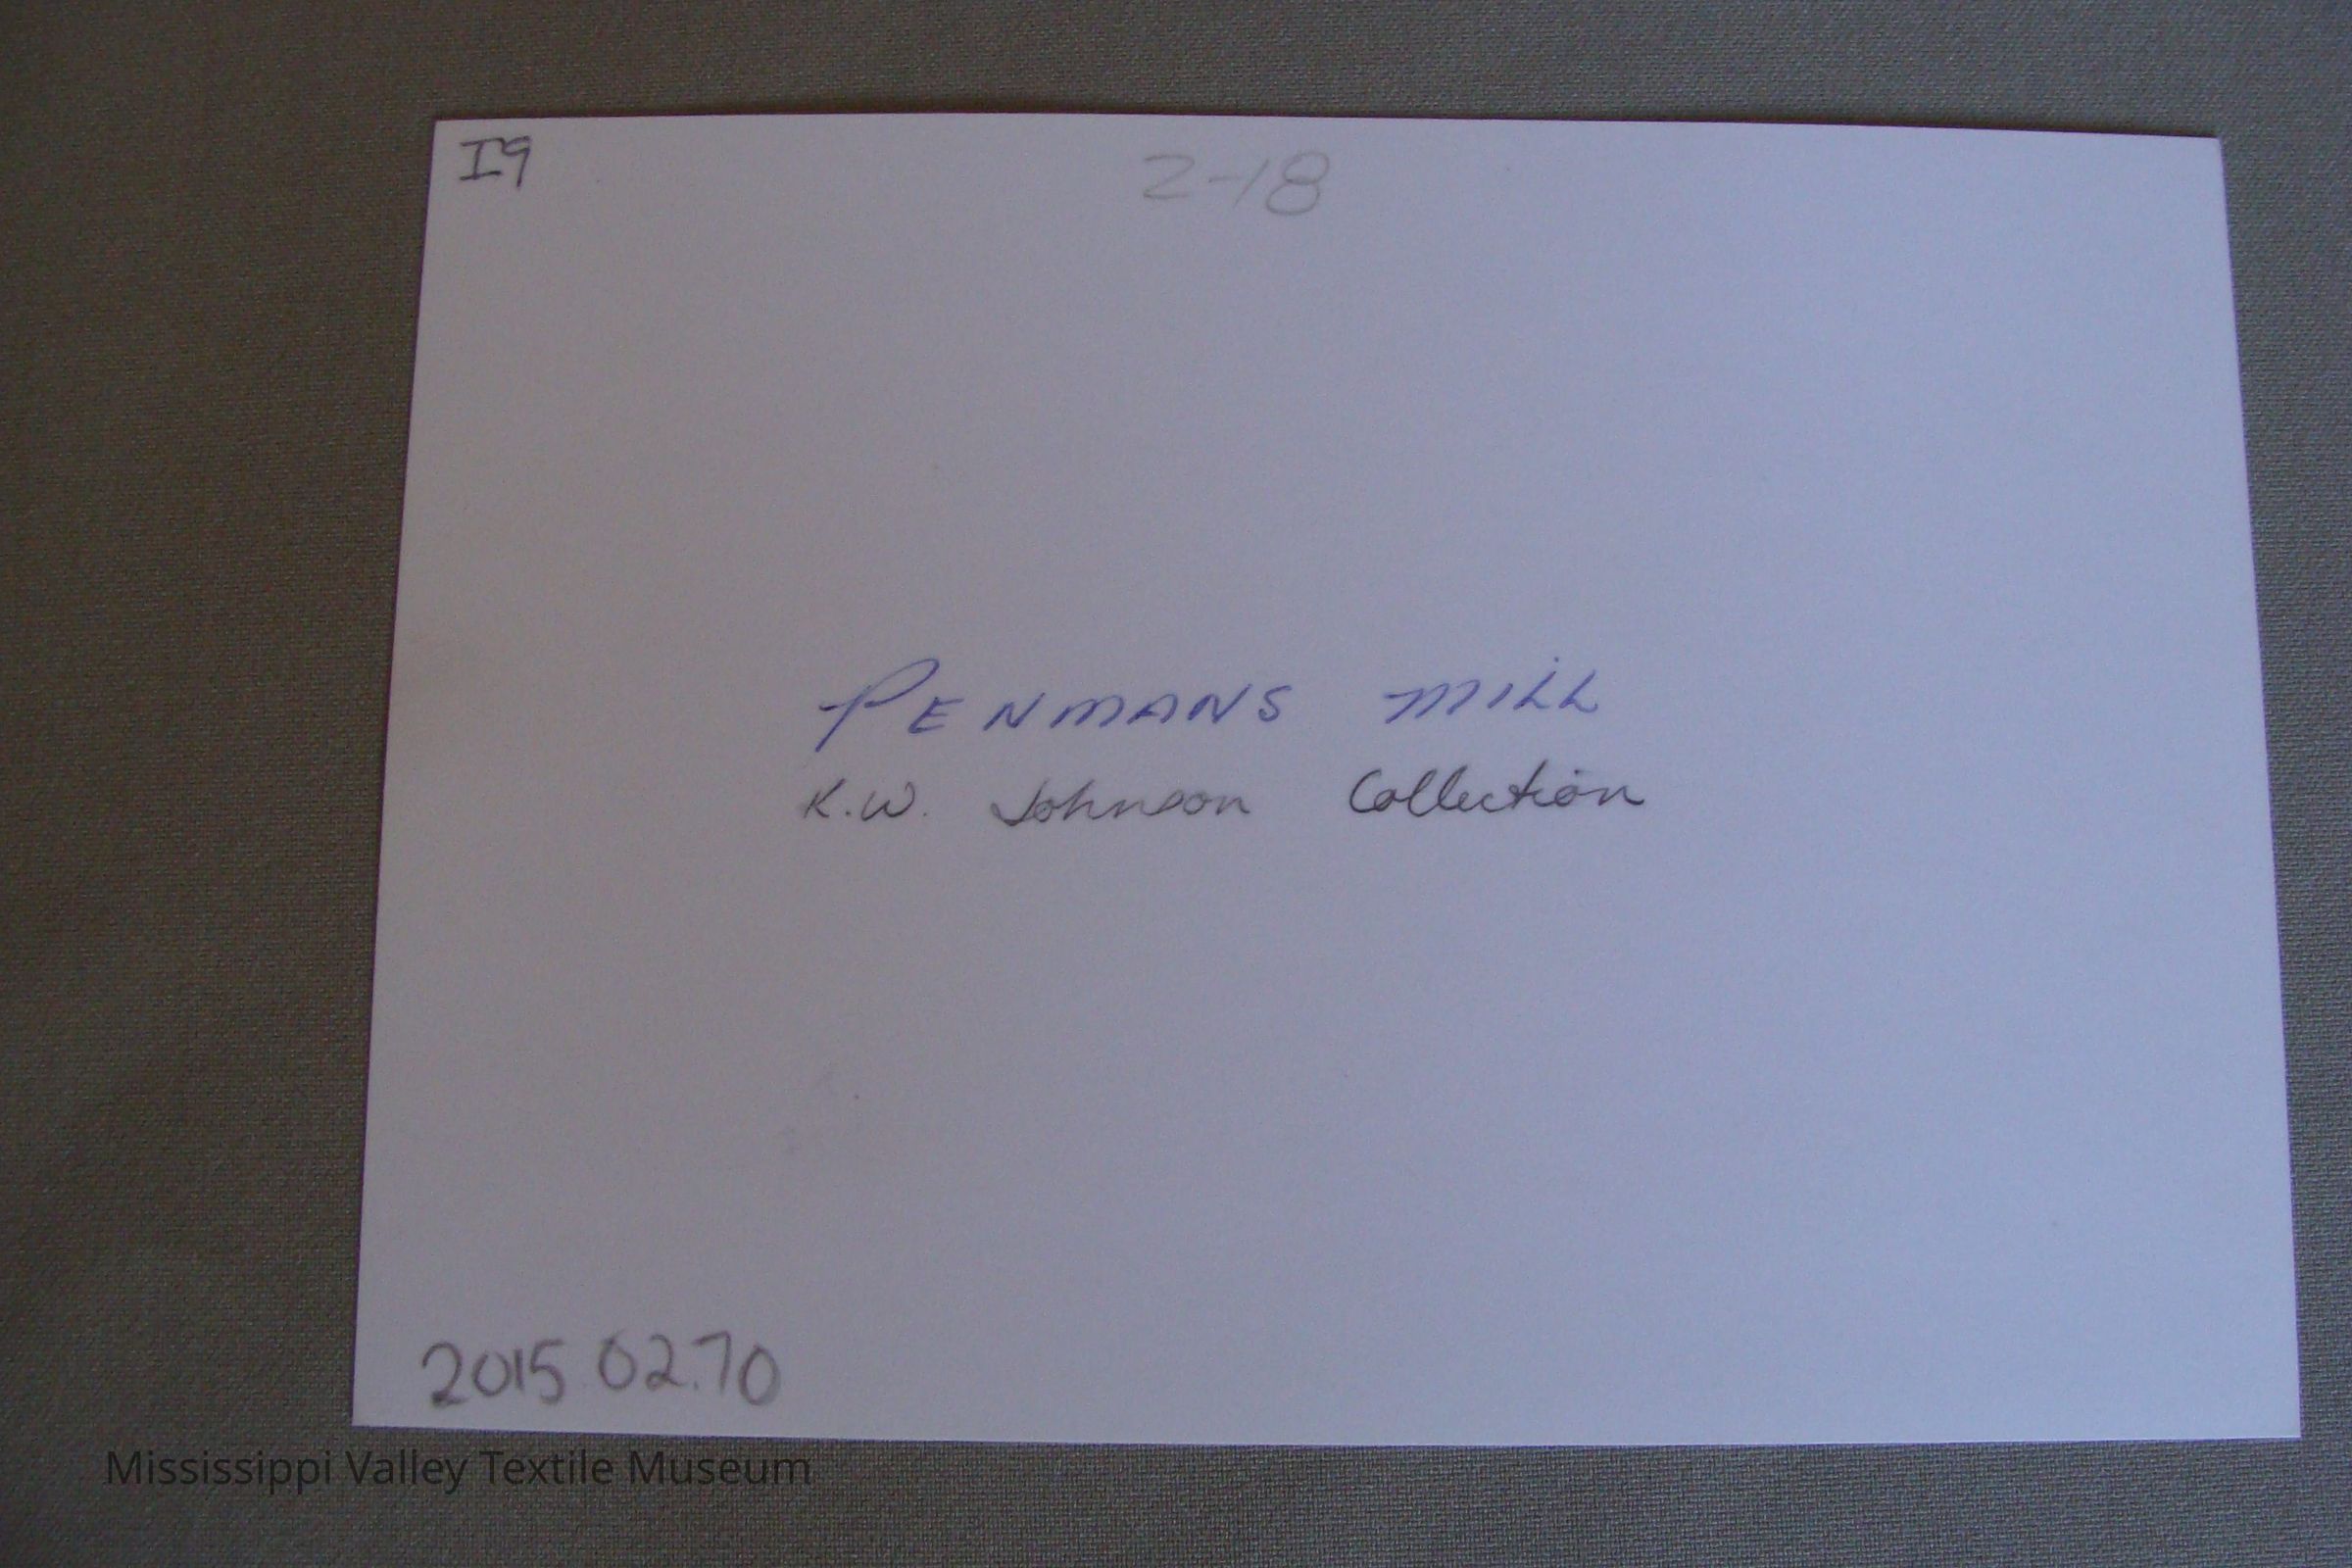 I9
2-18
PENMANS MILL
K.W. Johnson Collection
2015 02.70
Mississippi Valley Textile Museum